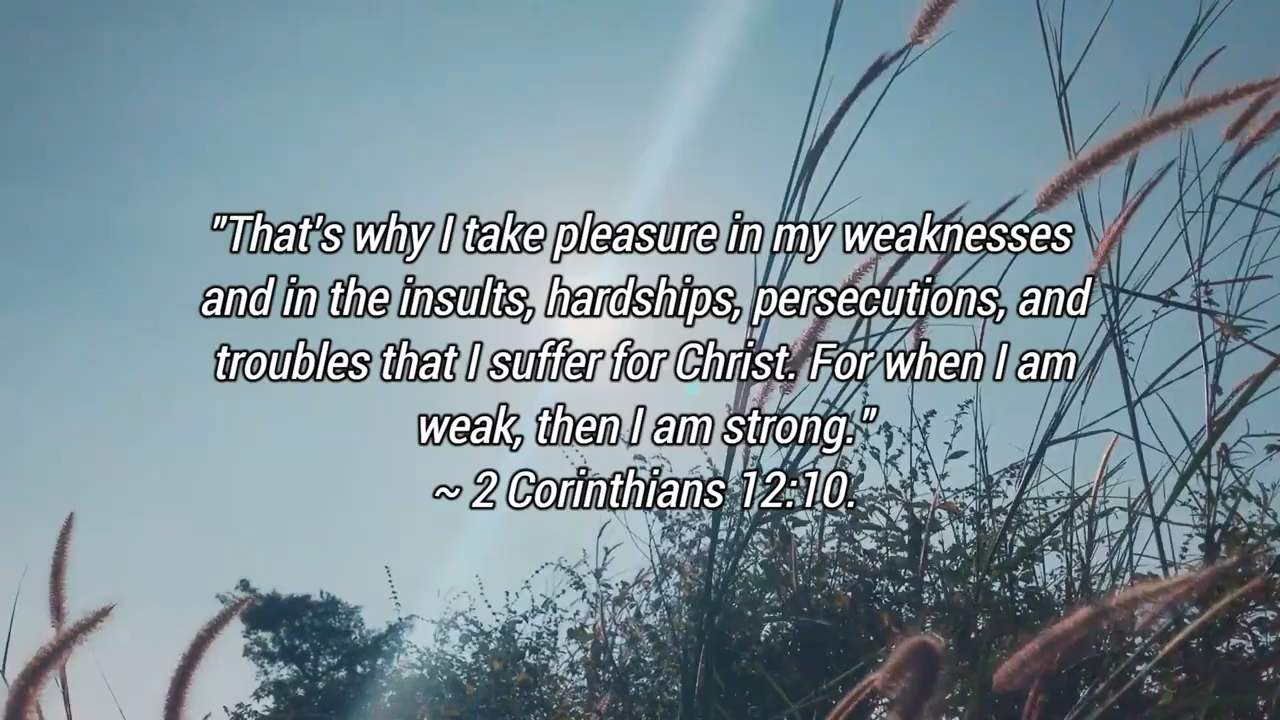 "That's why I take pleasure in my weaknesses
and in the insults, hardships, persecutions, and
troubles that I suffer for Christ. For when I am
weak, then I am strong."
~ 2 Corinthians 12:10.